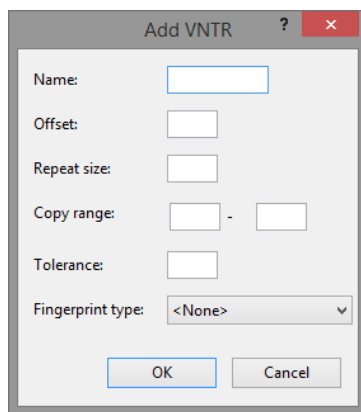 Add VNTR ?
Name:
Offset:
Repeat size:
Copy range: -
Tolerance:
Fingerprint type: <None>
OK Cancel